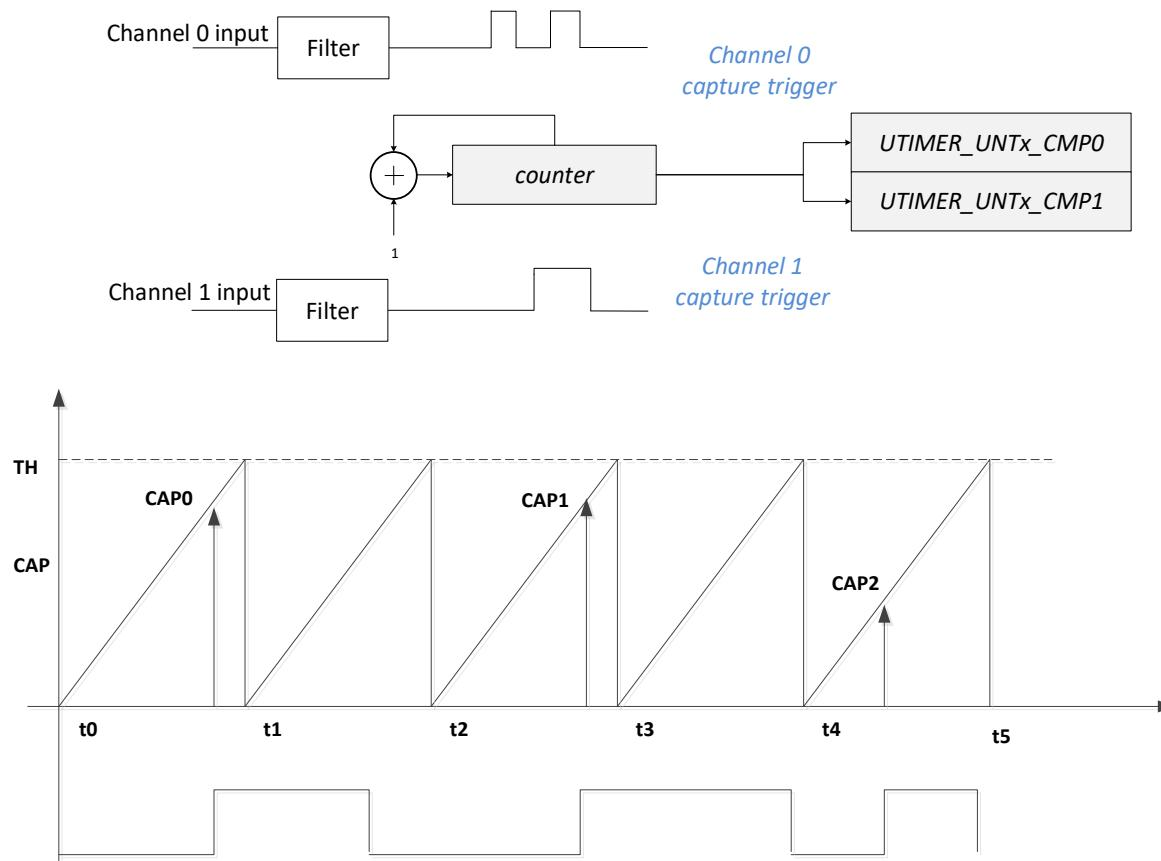 Channel 0 input
Filter
Channel 0
capture trigger
UTIMER_UNTx_CMP0
counter
UTIMER_UNTx_CMP1
1
Channel 1
capture trigger
Channel 1 input
Filter
TH
CAP0
CAP1
CAP
CAP2
t0 t1 t2 t3 t4 t5